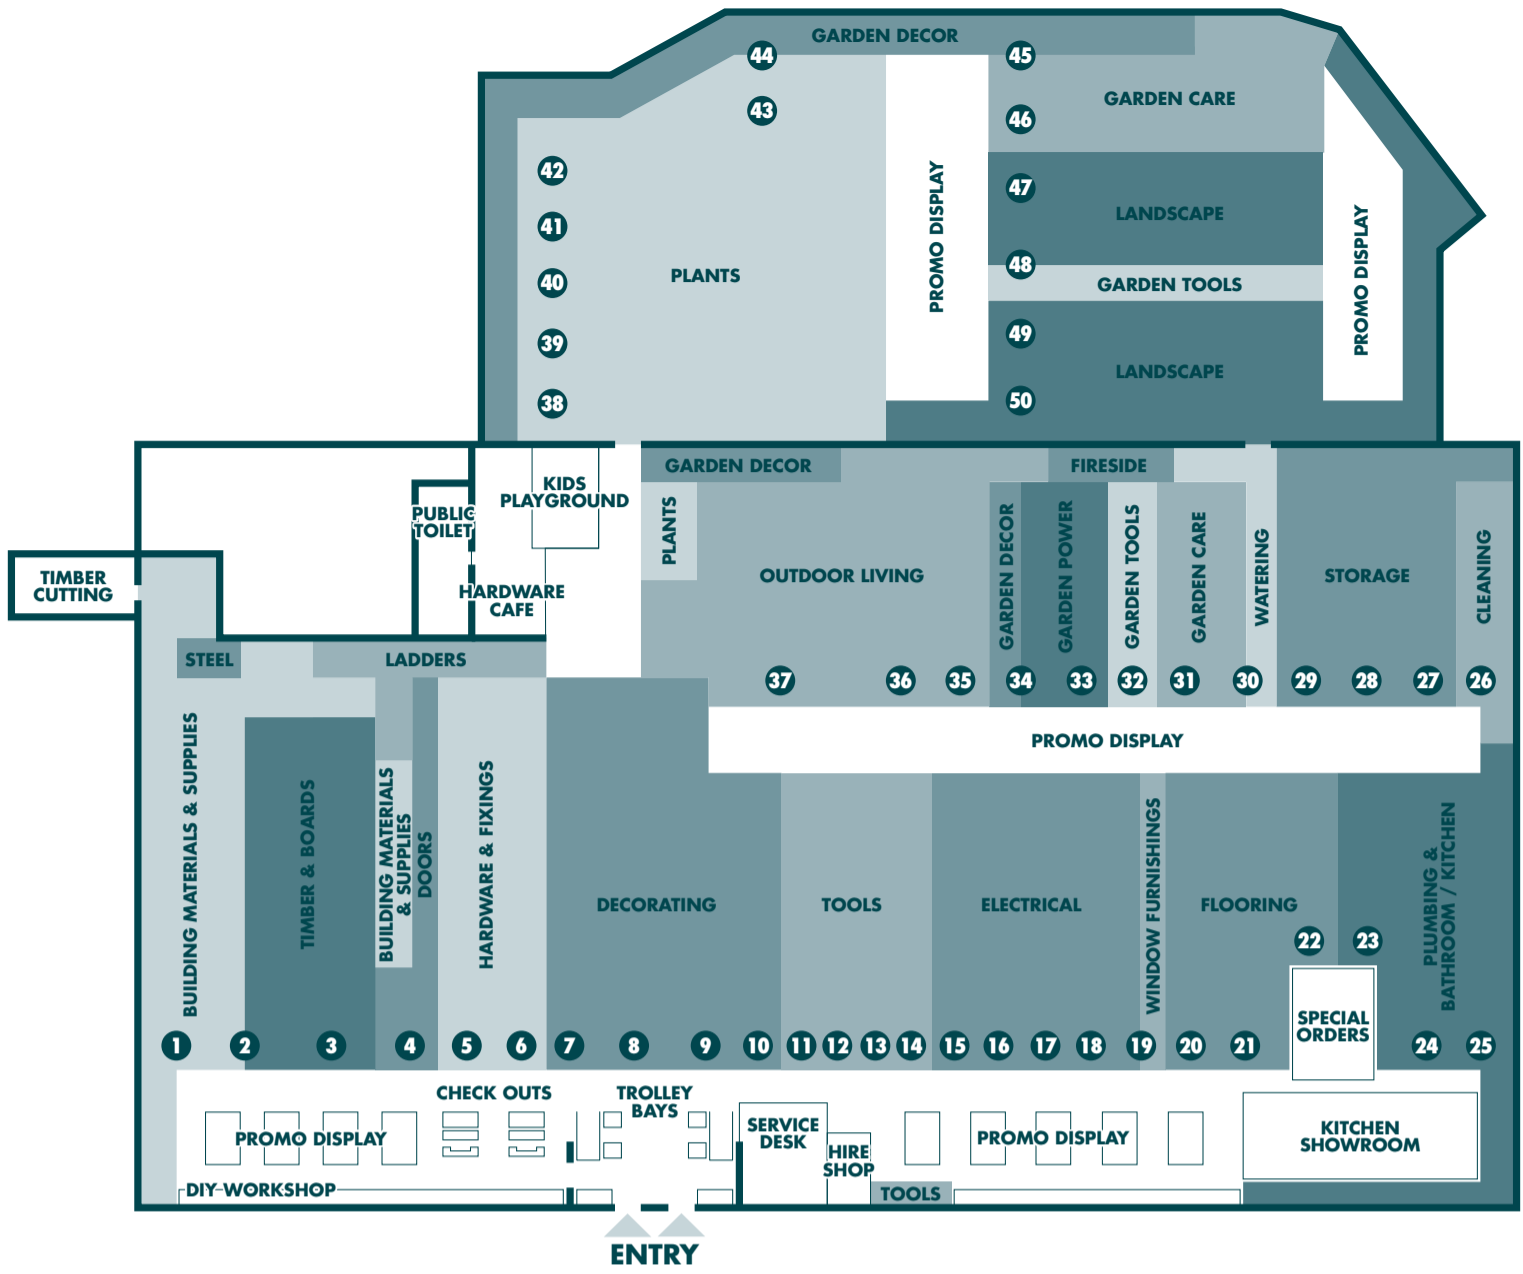 GARDEN DECOR
44
45
43
GARDEN CARE
46
42
47
41
LANDSCAPE
PROMO DISPLAY
PROMO DISPLAY
48
PLANTS
40
GARDEN TOOLS
39
49
LANDSCAPE
38
50
GARDEN DECOR
FIRESIDE
KIDS
PLAYGROUND
PUBLIC
TOILET
PLANTS
OUTDOOR LIVING
GARDEN DECOR
GARDEN POWER
GARDEN TOOLS
GARDEN CARE
WATERING
STORAGE
CLEANING
TIMBER
CUTTING
HARDWARE
CAFE
STEEL
LADDERS
37
36
35
34
33
32
31
30
29
28
27
26
PROMO DISPLAY
BUILDING MATERIALS & SUPPLIES
TIMBER & BOARDS
BUILDING MATERIALS
& SUPPLIES
DOORS
HARDWARE & FIXINGS
DECORATING
TOOLS
ELECTRICAL
WINDOW FURNISHINGS
FLOORING
PLUMBING &
BATHROOM / KITCHEN
22
23
SPECIAL
ORDERS
1
2
3
4
5
6
7
8
9
10
11
12
13
14
15
16
17
18
19
20
21
24
25
CHECK OUTS
TROLLEY
BAYS
PROMO DISPLAY
SERVICE
DESK
HIRE
SHOP
PROMO DISPLAY
KITCHEN
SHOWROOM
DIY WORKSHOP
TOOLS
ENTRY